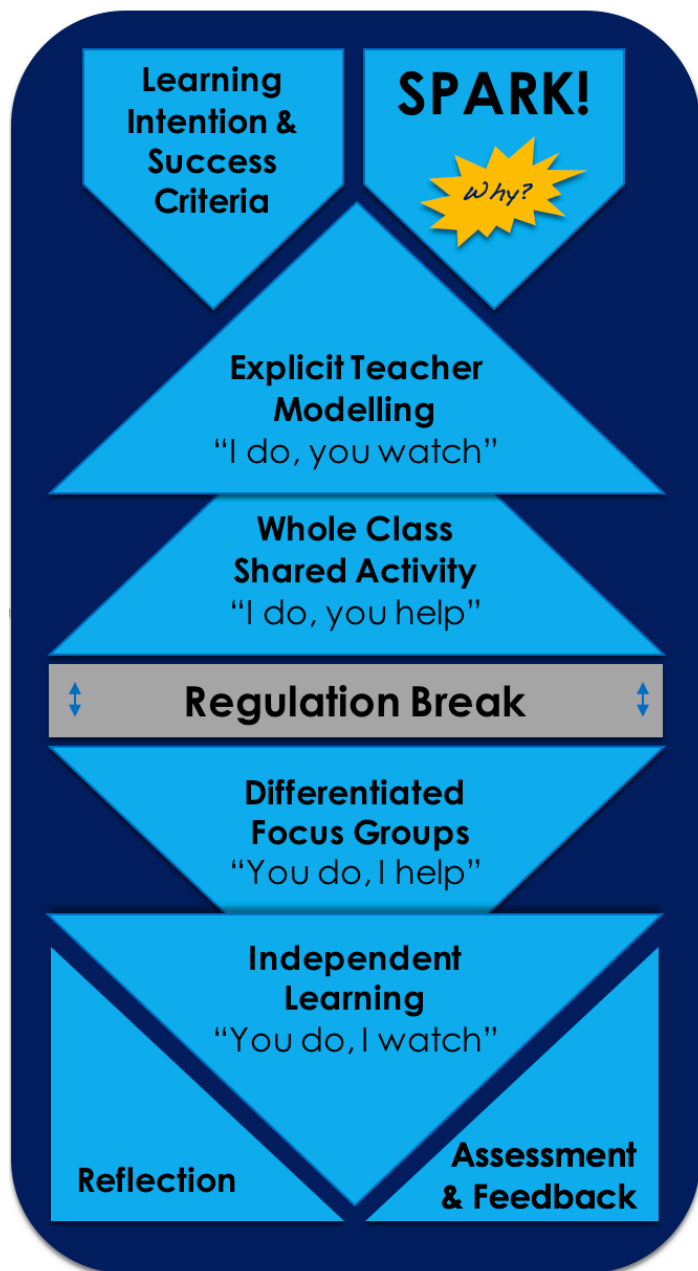 Learning
Intention &
Success
Criteria
SPARK!
Why?
Explicit Teacher
Modelling
“I do, you watch”
Whole Class
Shared Activity
“I do, you help”
Regulation Break
Differentiated
Focus Groups
“You do, I help”
Independent
Learning
“You do, I watch”
Reflection
Assessment
& Feedback